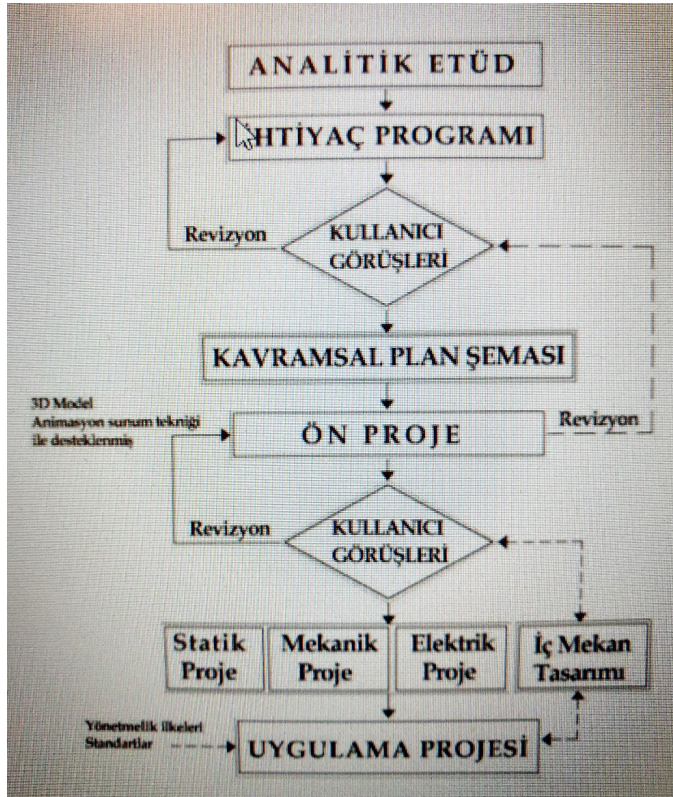 ANALİTİK ETÜD
İHTİYAÇ PROGRAMI
Revizyon
KULLANICI
GÖRÜŞLERİ
KAVRAMSAL PLAN ŞEMASI
3D Model
Animasyon sunum tekniği
ile desteklenmiş
ÖN PROJE
Revizyon
Revizyon
KULLANICI
GÖRÜŞLERİ
Statik
Proje
Mekanik
Proje
Elektrik
Proje
İç Mekan
Tasarımı
Yönetmelik ilkeleri
Standartlar
UYGULAMA PROJESİ